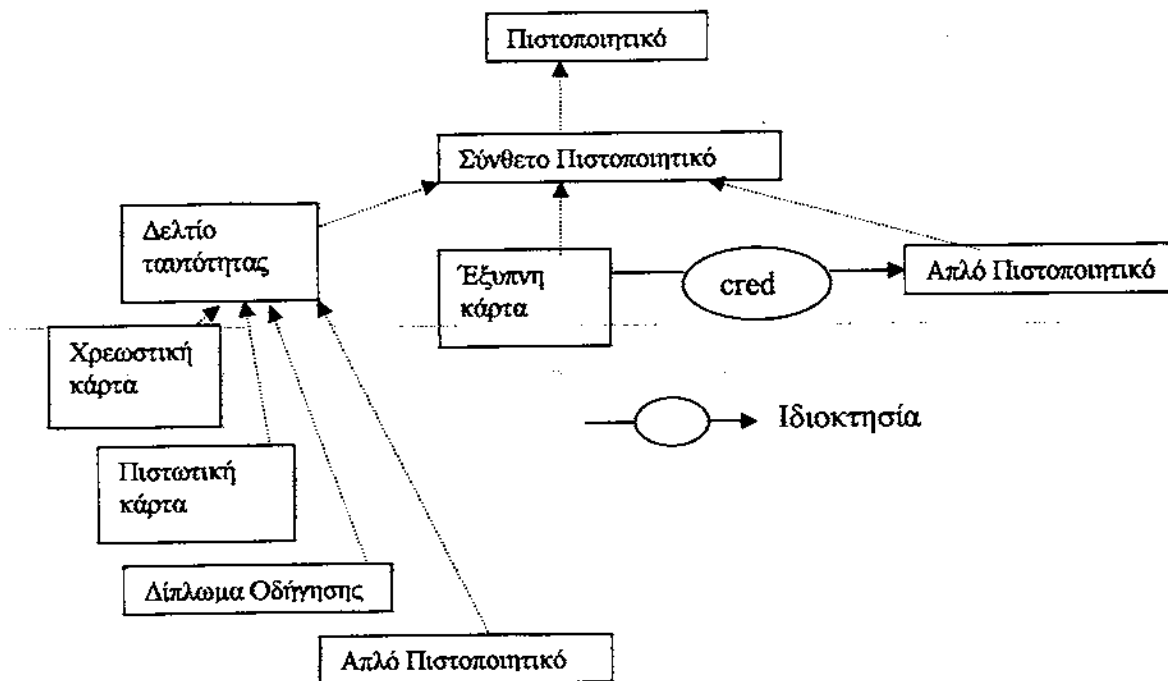 Πιστοποιητικό
Σύνθετο Πιστοποιητικό
Δελτίο
ταυτότητας
Έξυπνη
κάρτα
cred
Απλό Πιστοποιητικό
Χρεωστική
κάρτα
Ιδιοκτησία
Πιστωτική
κάρτα
Δίπλωμα Οδήγησης
Απλό Πιστοποιητικό